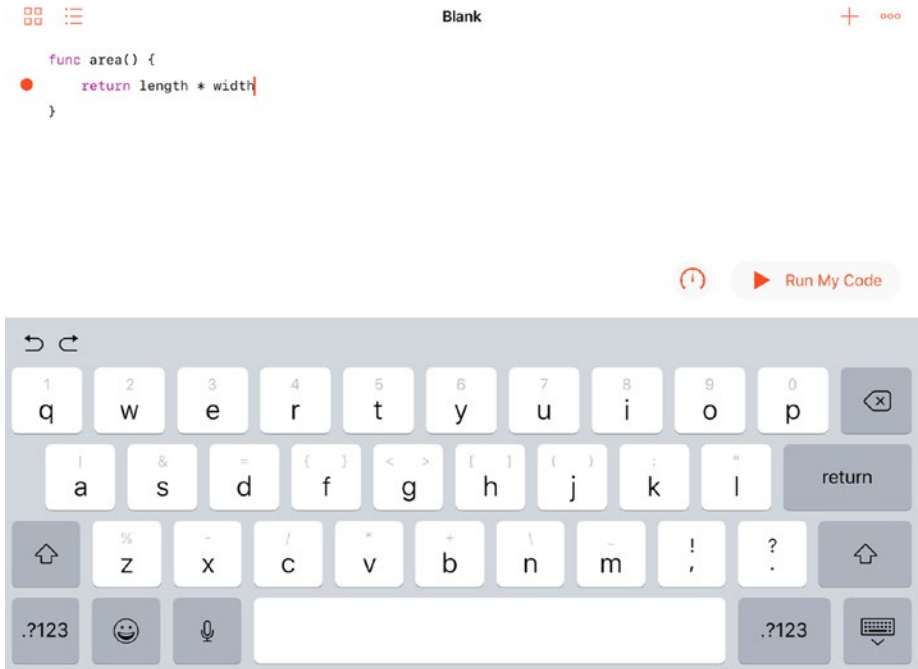 Blank
func area() {
return length * width
}
Run My Code
1 2 3 4 5 6 7 8 9 0
q w e r t y u i o p
| & = { } < > [ ] ( ) : "
a s d f g h j k l return
% - / * + \ _ ! ?
z x c v b n m , .
.?123 .?123